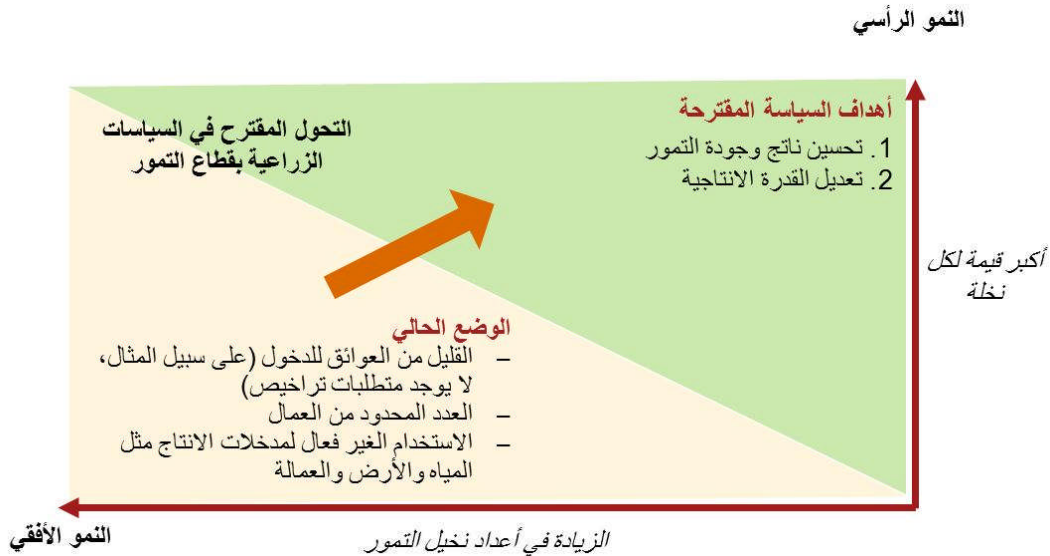 النمو الرأسي
أهداف السياسة المقترحة
1. تحسين ناتج وجودة التمور
2. تعديل القدرة الانتاجية
التحول المقترح في السياسات
الزراعية بقطاع التمور
أكبر قيمة لكل
نخلة
الوضع الحالي
– القليل من العوائق للدخول (على سبيل المثال،
لا يوجد متطلبات تراخيص)
– العدد المحدود من العمال
– الاستخدام الغير فعال لمدخلات الانتاج مثل
المياه والأرض والعمالة
الزيادة في أعداد نخيل التمور
النمو الأفقي